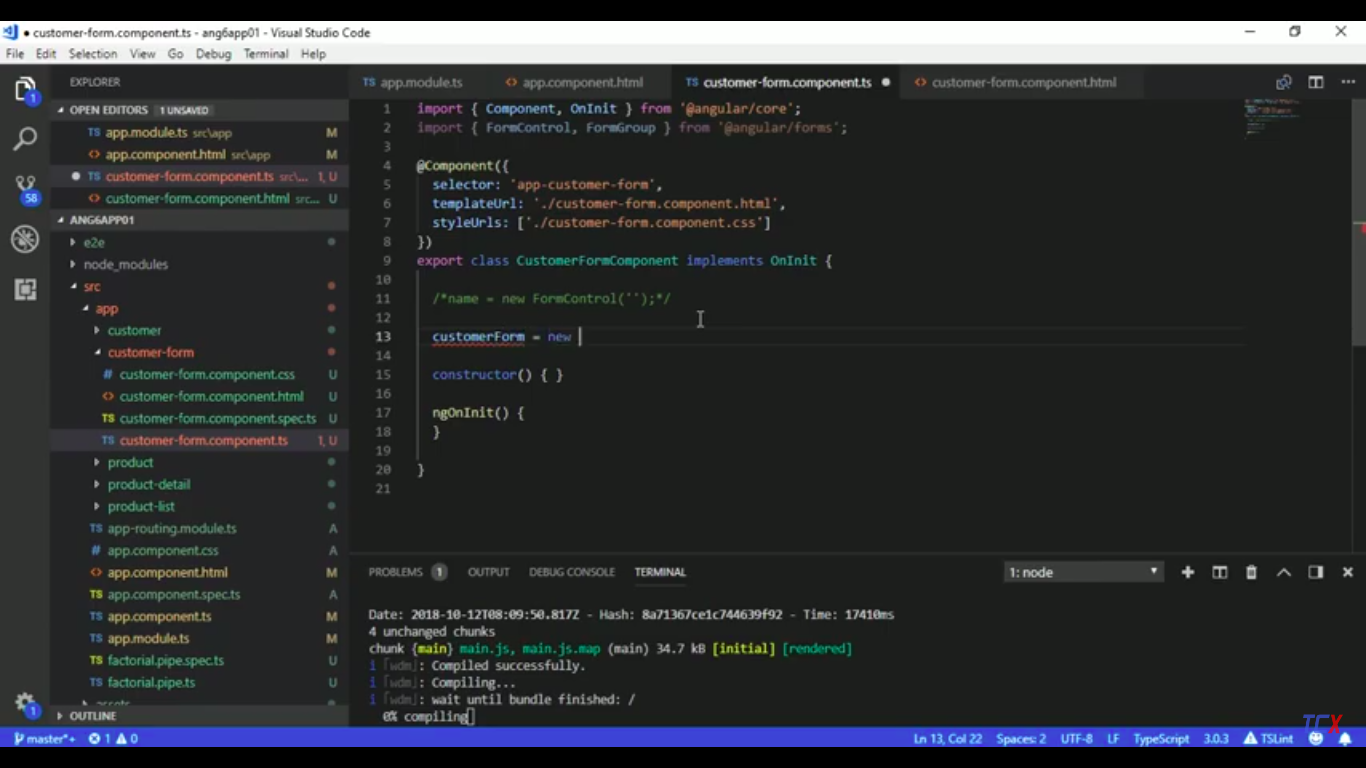 customer-form.component.ts - ang6app01 - Visual Studio Code
File Edit Selection View Go Debug Terminal Help
EXPLORER
OPEN EDITORS 1 UNSAVED
TS app.module.ts src\app M
<> app.component.html src\app M
TS customer-form.component.ts src\... 1, U
<> customer-form.component.html src... U
ANG6APP01
e2e
node_modules
src
app
customer
customer-form
# customer-form.component.css U
<> customer-form.component.html U
TS customer-form.component.spec.ts U
TS customer-form.component.ts 1, U
product
product-detail
product-list
TS app-routing.module.ts A
# app.component.css A
<> app.component.html M
TS app.component.spec.ts A
TS app.component.ts M
TS app.module.ts M
TS factorial.pipe.spec.ts U
TS factorial.pipe.ts U
assets
OUTLINE
1
58
1
TS app.module.ts <> app.component.html TS customer-form.component.ts <> customer-form.component.html
1 import { Component, OnInit } from '@angular/core';
2 import { FormControl, FormGroup } from '@angular/forms';
3
4 @Component({
5 selector: 'app-customer-form',
6 templateUrl: './customer-form.component.html',
7 styleUrls: ['./customer-form.component.css']
8 })
9 export class CustomerFormComponent implements OnInit {
10
11 /*name = new FormControl('');*/
12
13 customerForm = new
14
15 constructor() { }
16
17 ngOnInit() {
18 }
19
20 }
21
PROBLEMS 1 OUTPUT DEBUG CONSOLE TERMINAL 1: node
Date: 2018-10-12T08:09:50.817Z - Hash: 8a71367ce1c744639f92 - Time: 17410ms
4 unchanged chunks
chunk {main} main.js, main.js.map (main) 34.7 kB [initial] [rendered]
i ｢wdm｣: Compiled successfully.
i ｢wdm｣: Compiling...
i ｢wdm｣: wait until bundle finished: /
0% compiling
master*+ 1 0 Ln 13, Col 22 Spaces: 2 UTF-8 LF TypeScript 3.0.3 TSLint
TCX